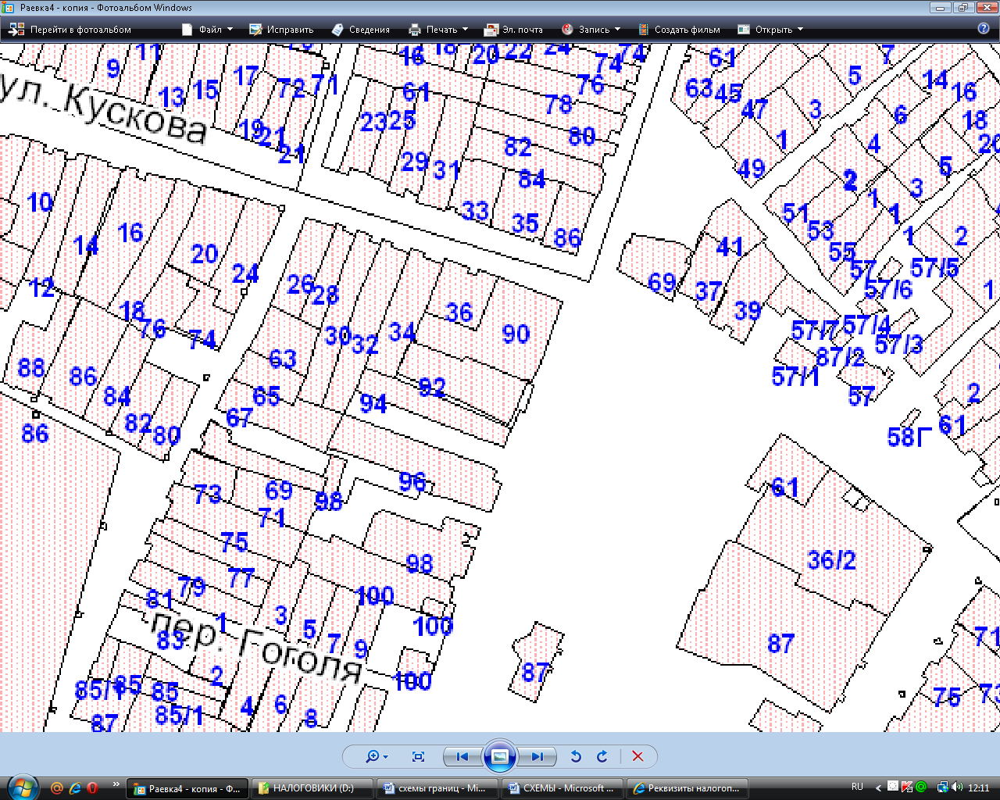 Раевка4 - копия - Фотоальбом Windows
Перейти в фотоальбом Файл Исправить Сведения Печать Эл. почта Запись Создать фильм Открыть
11 16 18 20 122 24 74 61 7
9 17 72 71 74 76 63 45 5 14 16
13 15 61 78 47 3 6 18
ул. Кускова
19 21 21 23 25 80 1 4 20
29 31 82 84 49 2 5
10 33 35 86 51 1 3
14 16 53 1 1 2
20 24 41 55 57 57/5
12 26 28 69 37 57/6 1
18 76 36 39 57/7 57/4
74 30 32 34 90 57/3
88 86 63 87/2
84 65 92 57/1 57 2
82 80 67 94 58Г 61
86
73 69 98 96 61
71
75 98 36/2
79 77
81 100
1 3 5 100 87 71
83 7 9
пер. Гоголя
2 100 87
85/1 85 85 75 73
87 85/1 4 6 8
RU
Раевка4 - копия - Ф... НАЛОГОВИКИ (D:) схемы границ - Mi... СХЕМЫ - Microsoft ... Реквизиты налогоп... 12:11